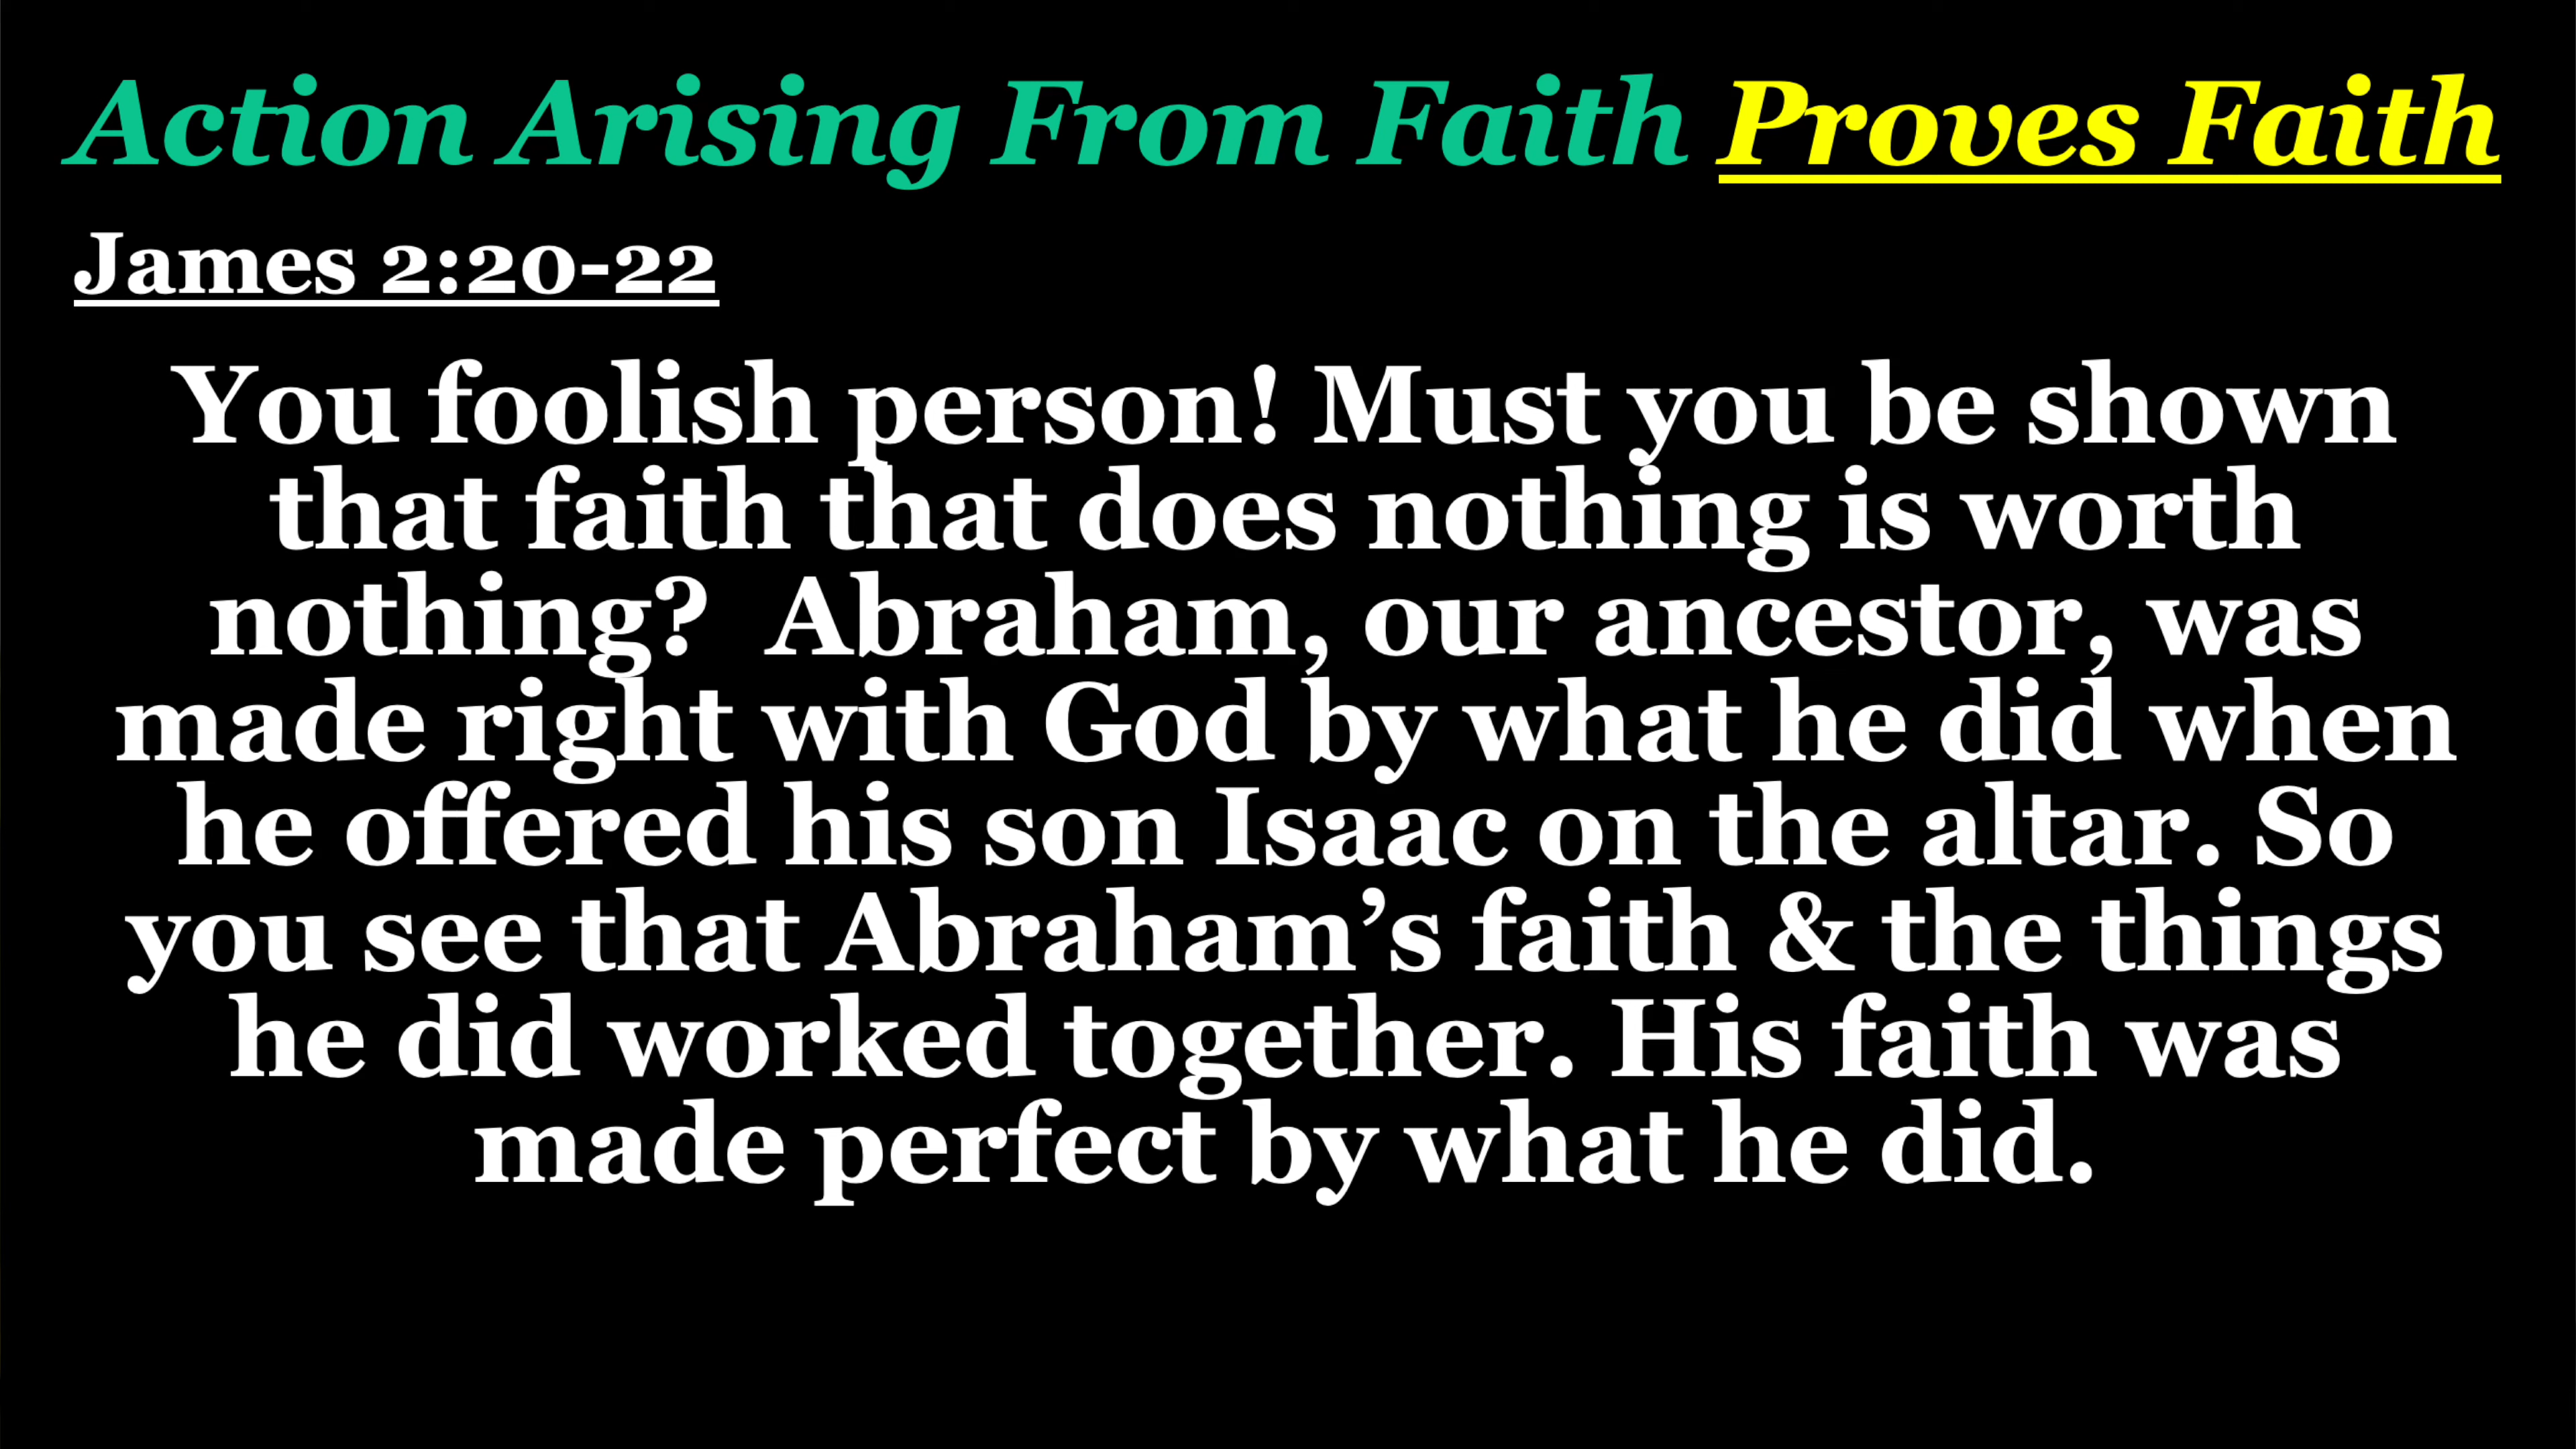 Action Arising From Faith Proves Faith
James 2:20-22
You foolish person! Must you be shown
that faith that does nothing is worth
nothing?  Abraham, our ancestor, was
made right with God by what he did when
he offered his son Isaac on the altar. So
you see that Abraham’s faith & the things
he did worked together. His faith was
made perfect by what he did.